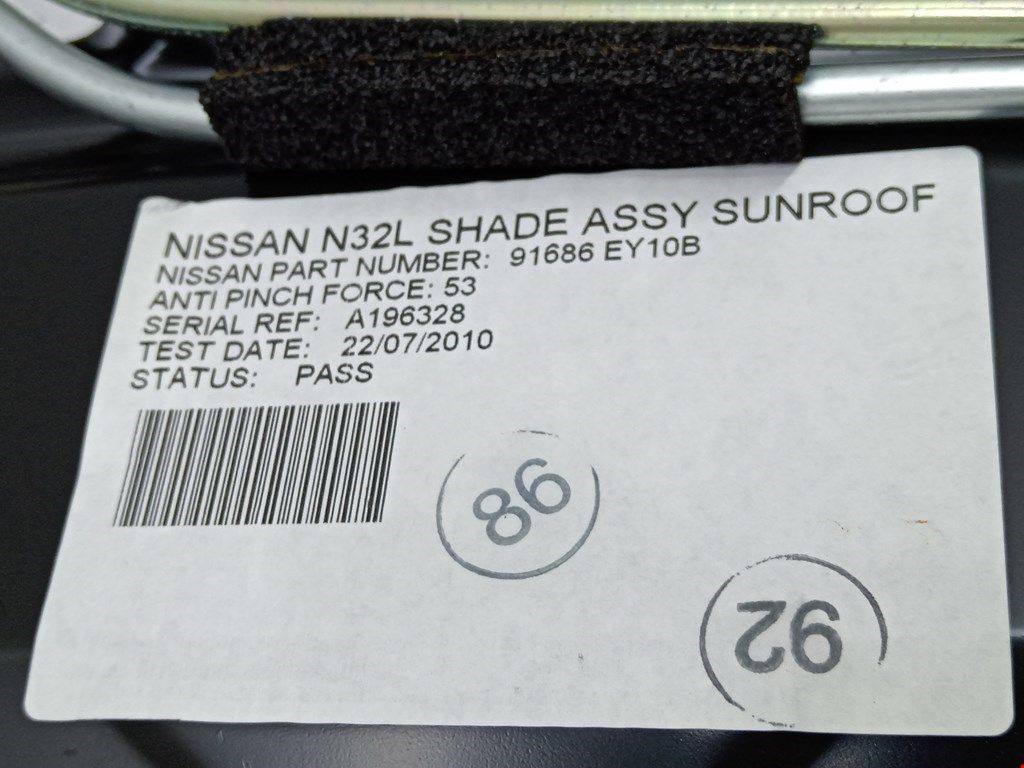 NISSAN N32L SHADE ASSY SUNROOF
NISSAN PART NUMBER: 91686 EY10B
ANTI PINCH FORCE: 53
SERIAL REF: A196328
TEST DATE: 22/07/2010
STATUS: PASS
86
92